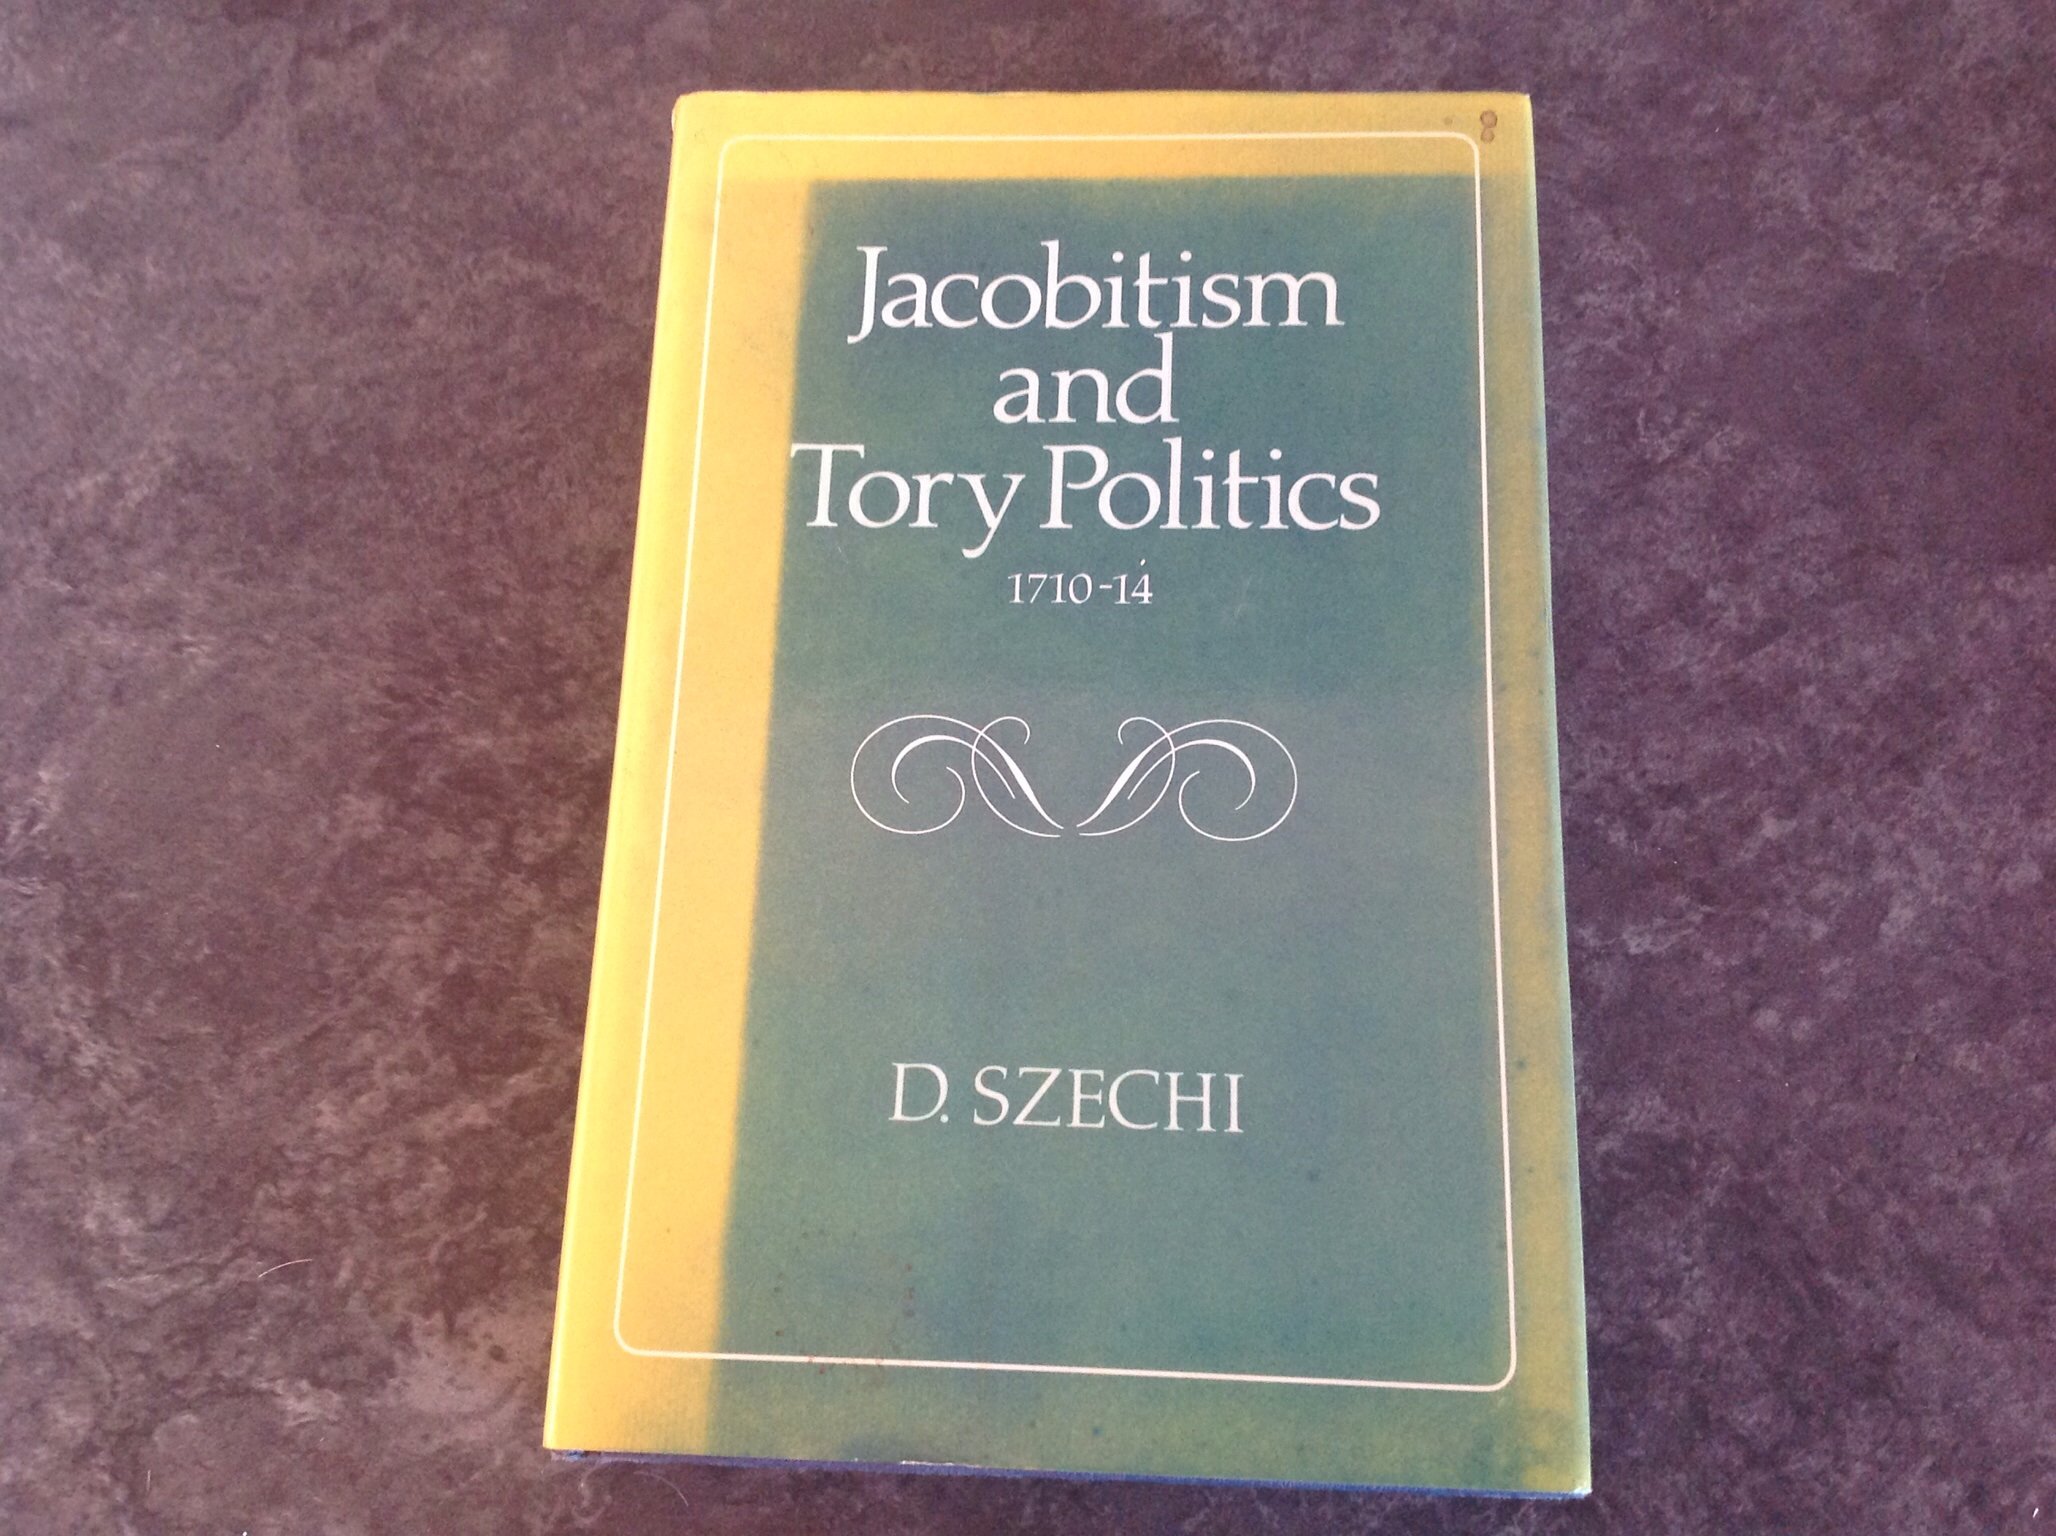 Jacobitism
and
Tory Politics
1710-14
D. SZECHI